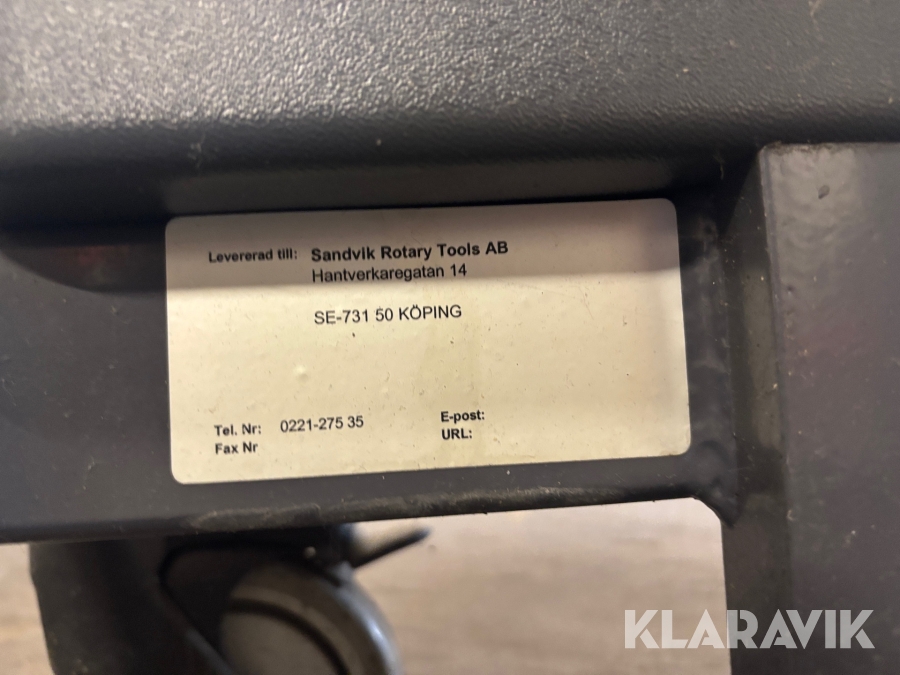 Levererad till: Sandvik Rotary Tools AB
Hantverkaregatan 14
SE-731 50 KÖPING
Tel. Nr: 0221-275 35
Fax Nr
E-post:
URL:
KLARAVIK